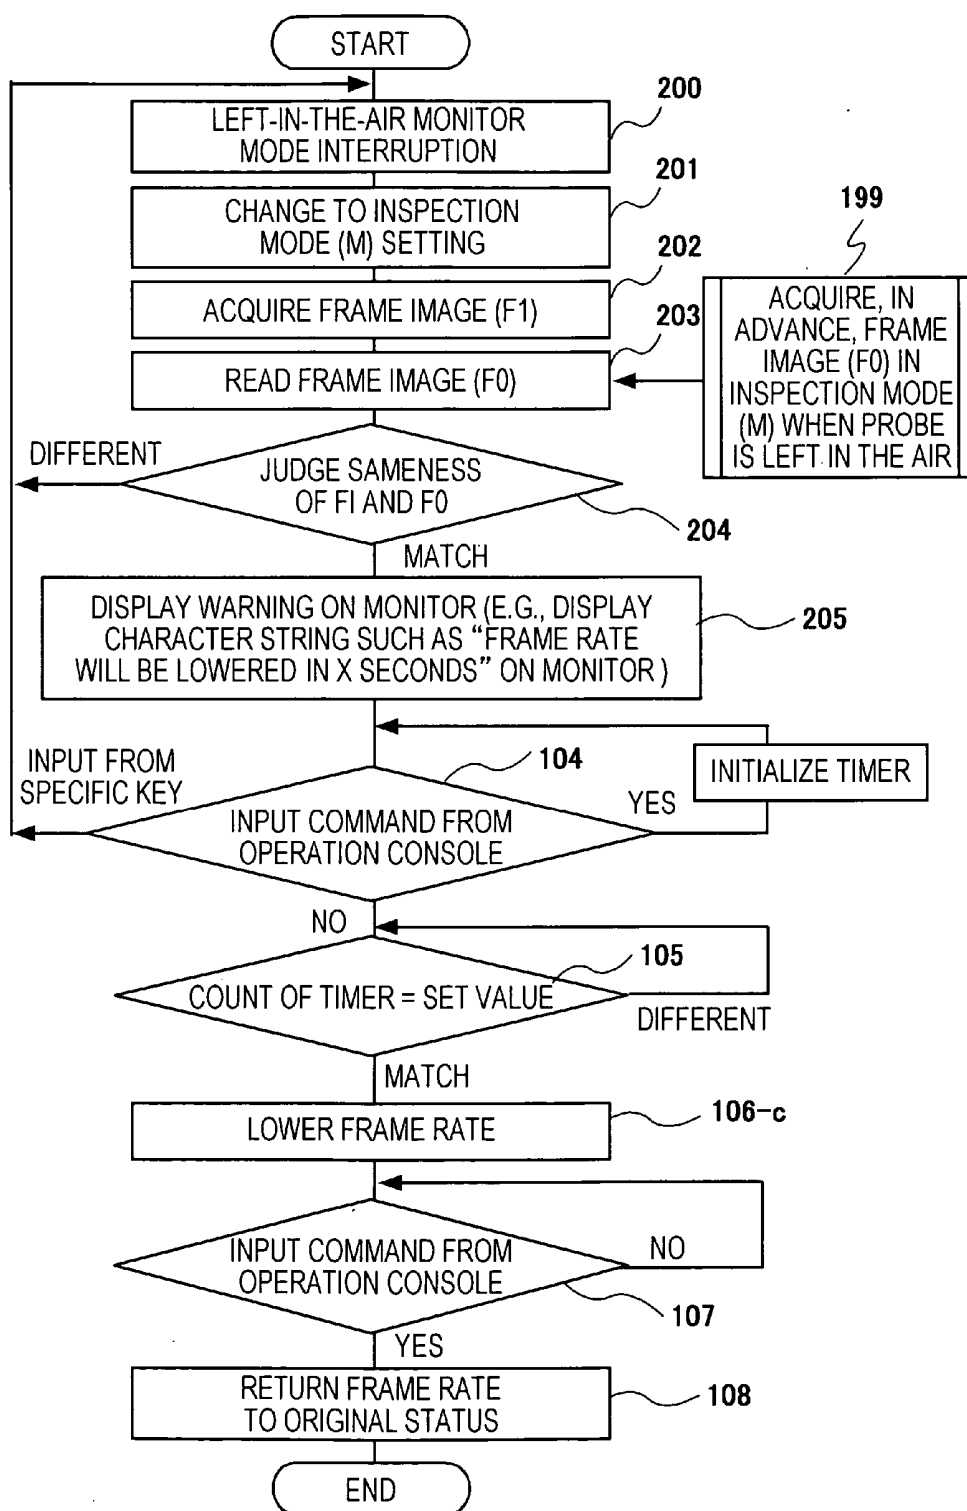 START
200
LEFT-IN-THE-AIR MONITOR
MODE INTERRUPTION
201
CHANGE TO INSPECTION
MODE (M) SETTING
199
202
ACQUIRE FRAME IMAGE (F1)
203
READ FRAME IMAGE (F0)
ACQUIRE, IN
ADVANCE, FRAME
IMAGE (F0) IN
INSPECTION MODE
(M) WHEN PROBE
IS LEFT IN THE AIR
DIFFERENT
JUDGE SAMENESS
OF FI AND F0
204
MATCH
DISPLAY WARNING ON MONITOR (E.G., DISPLAY
CHARACTER STRING SUCH AS “FRAME RATE
WILL BE LOWERED IN X SECONDS” ON MONITOR )
205
INPUT FROM
SPECIFIC KEY
104
INITIALIZE TIMER
YES
INPUT COMMAND FROM
OPERATION CONSOLE
NO
105
COUNT OF TIMER = SET VALUE
DIFFERENT
MATCH
LOWER FRAME RATE
106-c
INPUT COMMAND FROM
OPERATION CONSOLE
NO
107
YES
RETURN FRAME RATE
TO ORIGINAL STATUS
108
END